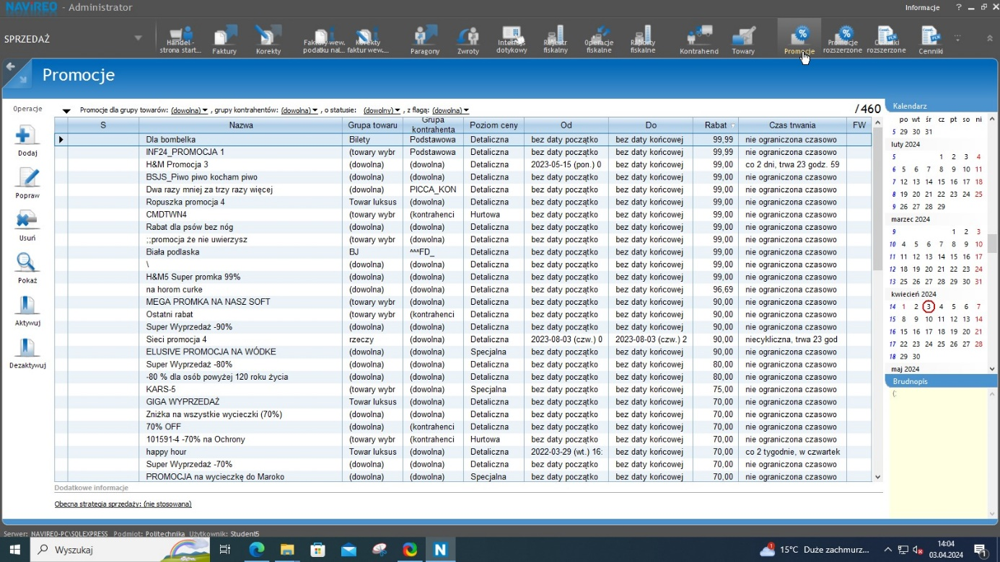 NAVIREO - Administrator
Informacje ?
SPRZEDAŻ
Handel - strona start...
Faktury
Korekty
Faktury wew. podatku nal...
Korekty faktur wew....
Paragony
Zwroty
Interfejs dotykowy
Rejestr fiskalny
Operacje fiskalne
Raporty fiskalne
Kontrahend
Towary
Promocje
Promocje rozszerzone
Cenniki rozszerzone
Cenniki
Promocje
Operacje
Dodaj
Popraw
Usuń
Pokaż
Aktywuj
Dezaktywuj
Promocje dla grupy towarów: (dowolna) , grupy kontrahentów: (dowolna) , o statusie: (dowolny) , z flagą: (dowolna) / 460
S Nazwa Grupa towaru Grupa kontrahenta Poziom ceny Od Do Rabat Czas trwania FW
Dla bombelka Bilety Podstawowa Detaliczna bez daty początko bez daty końcowej 99,99 nie ograniczona czasowo
INF24_PROMOCJA 1 (towary wybr Podstawowa Detaliczna bez daty początko bez daty końcowej 99,99 nie ograniczona czasowo
H&M Promocja 3 (dowolna) (dowolna) Detaliczna 2023-05-15 (pon.) 0 bez daty końcowej 99,00 co 2 dni, trwa 23 godz. 59
BSJS_Piwo piwo kocham piwo (dowolna) (dowolna) Detaliczna bez daty początko bez daty końcowej 99,00 nie ograniczona czasowo
Dwa razy mniej za trzy razy więcej (dowolna) PICCA_KON Detaliczna bez daty początko bez daty końcowej 99,00 nie ograniczona czasowo
Ropuszka promocja 4 Towar luksus (dowolna) Detaliczna bez daty początko bez daty końcowej 99,00 nie ograniczona czasowo
CMDTWN4 (towary wybr (kontrahenci Hurtowa bez daty początko bez daty końcowej 99,00 nie ograniczona czasowo
Rabat dla psów bez nóg (dowolna) (dowolna) Detaliczna bez daty początko bez daty końcowej 99,00 nie ograniczona czasowo
;;promocja że nie uwierzysz (towary wybr (dowolna) Detaliczna bez daty początko bez daty końcowej 99,00 nie ograniczona czasowo
Biała podlaska BJ ^^^FD_ Detaliczna bez daty początko bez daty końcowej 99,00 nie ograniczona czasowo
\ (dowolna) (dowolna) Detaliczna bez daty początko bez daty końcowej 99,00 nie ograniczona czasowo
H&M5 Super promka 99% (dowolna) (dowolna) Detaliczna bez daty początko bez daty końcowej 99,00 nie ograniczona czasowo
na horom curke (dowolna) (dowolna) Detaliczna bez daty początko bez daty końcowej 96,69 nie ograniczona czasowo
MEGA PROMKA NA NASZ SOFT (towary wybr (dowolna) Detaliczna bez daty początko bez daty końcowej 90,00 nie ograniczona czasowo
Ostatni rabat (towary wybr (kontrahenci Detaliczna bez daty początko bez daty końcowej 90,00 nie ograniczona czasowo
Super Wyprzedaż -90% (dowolna) (dowolna) Detaliczna bez daty początko bez daty końcowej 90,00 nie ograniczona czasowo
Sieci promocja 4 rzeczy (dowolna) Detaliczna 2023-08-03 (czw.) 0 2023-08-03 (czw.) 2 90,00 niecykliczna, trwa 23 god
ELUSIVE PROMOCJA NA WÓDKE (dowolna) (dowolna) Specjalna bez daty początko bez daty końcowej 90,00 nie ograniczona czasowo
Super Wyprzedaż -80% (dowolna) (dowolna) Detaliczna bez daty początko bez daty końcowej 80,00 nie ograniczona czasowo
-80 % dla osób powyżej 120 roku życia (dowolna) (dowolna) Detaliczna bez daty początko bez daty końcowej 80,00 nie ograniczona czasowo
KARS-5 (towary wybr (dowolna) Specjalna bez daty początko bez daty końcowej 75,00 nie ograniczona czasowo
GIGA WYPRZEDAŻ Towar luksus (dowolna) Detaliczna bez daty początko bez daty końcowej 70,00 nie ograniczona czasowo
Zniżka na wszystkie wycieczki (70%) (dowolna) (dowolna) Detaliczna bez daty początko bez daty końcowej 70,00 nie ograniczona czasowo
70% OFF (dowolna) (kontrahenci Detaliczna bez daty początko bez daty końcowej 70,00 nie ograniczona czasowo
101591-4 -70% na Ochrony (towary wybr (kontrahenci Hurtowa bez daty początko bez daty końcowej 70,00 nie ograniczona czasowo
happy hour Towar luksus (dowolna) Detaliczna 2022-03-29 (wt.) 16: bez daty końcowej 70,00 co 2 tygodnie, w czwartek
Super Wyprzedaż -70% (dowolna) (dowolna) Detaliczna bez daty początko bez daty końcowej 70,00 nie ograniczona czasowo
PROMOCJA na wycieczkę do Maroko (dowolna) (dowolna) Specjalna bez daty początko bez daty końcowej 70,00 nie ograniczona czasowo
Dodatkowe informacje
Obecna strategia sprzedaży: (nie stosowana)
Kalendarz
po wt śr cz pt so ni
5 29 30 31
luty 2024
5 1 2 3 4
6 5 6 7 8 9 10 11
7 12 13 14 15 16 17 18
8 19 20 21 22 23 24 25
9 26 27 28 29
marzec 2024
9 1 2 3
10 4 5 6 7 8 9 10
11 11 12 13 14 15 16 17
12 18 19 20 21 22 23 24
13 25 26 27 28 29 30 31
kwiecień 2024
14 1 2 3 4 5 6 7
15 8 9 10 11 12 13 14
16 15 16 17 18 19 20 21
17 22 23 24 25 26 27 28
18 29 30
maj 2024
Brudnopis
(:
Serwer: NAVIREO-PC\SQLEXPRESS Podmiot: Politechnika Użytkownik: Student5
Wyszukaj
15°C Duże zachmurz...
14:04
03.04.2024